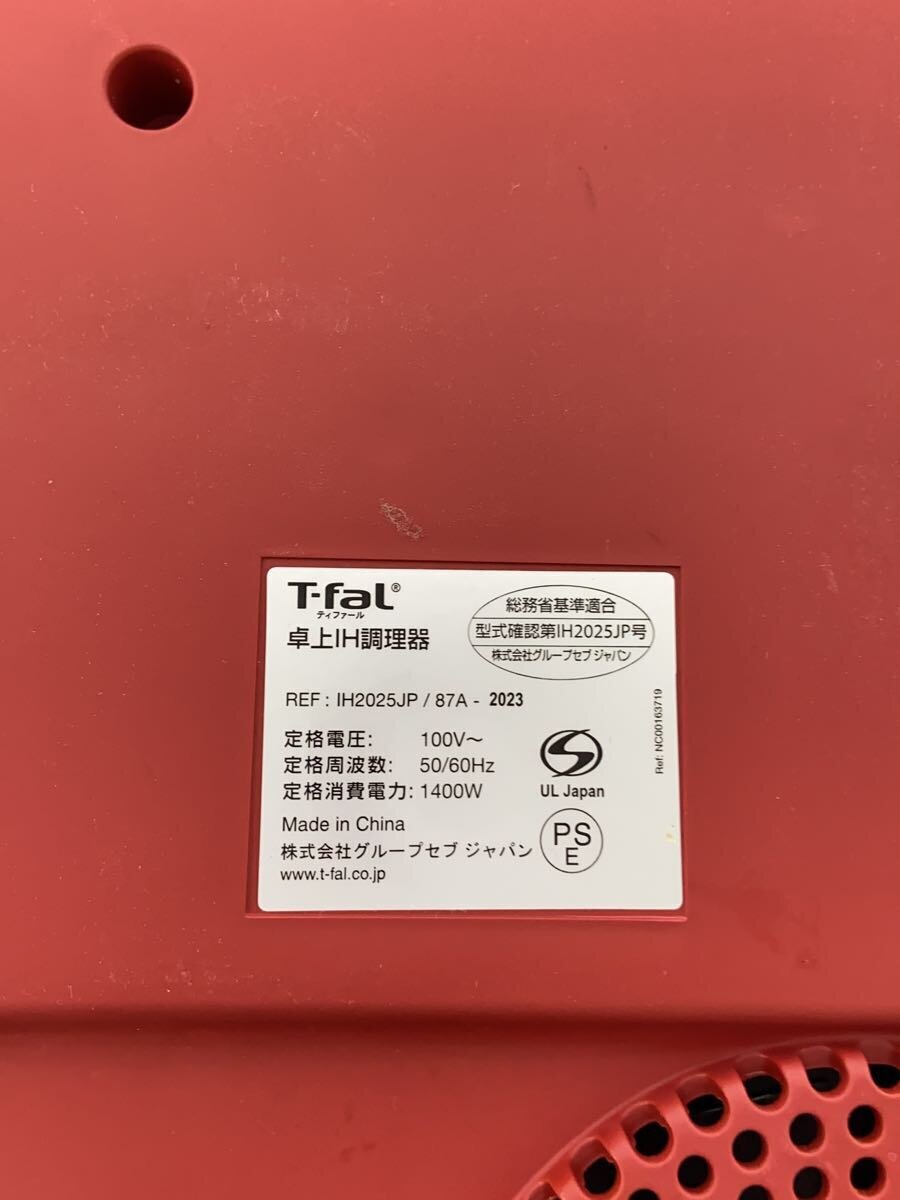 T-fal®
ティファール
卓上IH調理器
総務省基準適合
型式確認第IH2025JP号
株式会社グループセブ ジャパン
REF : IH2025JP / 87A - 2023
定格電圧: 100V～
定格周波数: 50/60Hz
定格消費電力: 1400W
Made in China
株式会社グループセブ ジャパン
www.t-fal.co.jp
S
UL Japan
PS
E
Ref: NC00163719